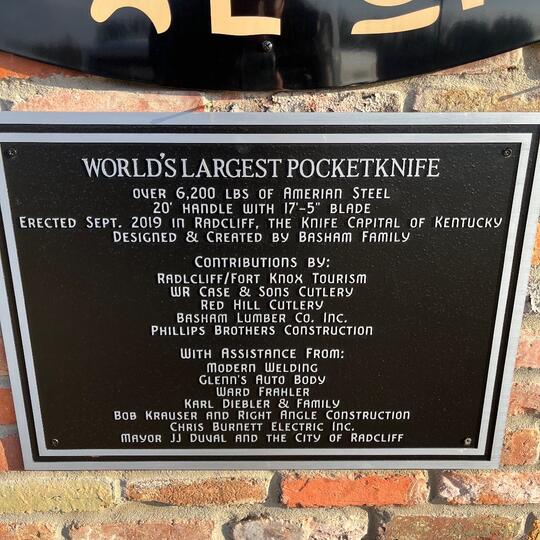 WORLD'S LARGEST POCKETKNIFE
OVER 6,200 LBS OF AMERIAN STEEL
20' HANDLE WITH 17'-5" BLADE
ERECTED SEPT. 2019 IN RADCLIFF, THE KNIFE CAPITAL OF KENTUCKY
DESIGNED & CREATED BY BASHAM FAMILY
CONTRIBUTIONS BY:
RADLCLIFF/FORT KNOX TOURISM
WR CASE & SONS CUTLERY
RED HILL CUTLERY
BASHAM LUMBER CO. INC.
PHILLIPS BROTHERS CONSTRUCTION
WITH ASSISTANCE FROM:
MODERN WELDING
GLENN'S AUTO BODY
WARD FRAHLER
KARL DIEBLER & FAMILY
BOB KRAUSER AND RIGHT ANGLE CONSTRUCTION
CHRIS BURNETT ELECTRIC INC.
MAYOR JJ DUVAL AND THE CITY OF RADCLIFF